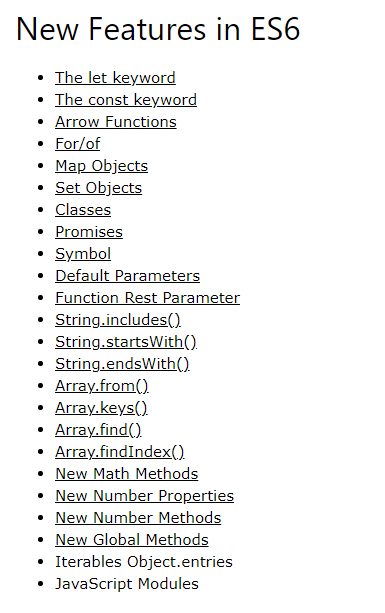 New Features in ES6
The let keyword
The const keyword
Arrow Functions
For/of
Map Objects
Set Objects
Classes
Promises
Symbol
Default Parameters
Function Rest Parameter
String.includes()
String.startsWith()
String.endsWith()
Array.from()
Array.keys()
Array.find()
Array.findIndex()
New Math Methods
New Number Properties
New Number Methods
New Global Methods
Iterables Object.entries
JavaScript Modules